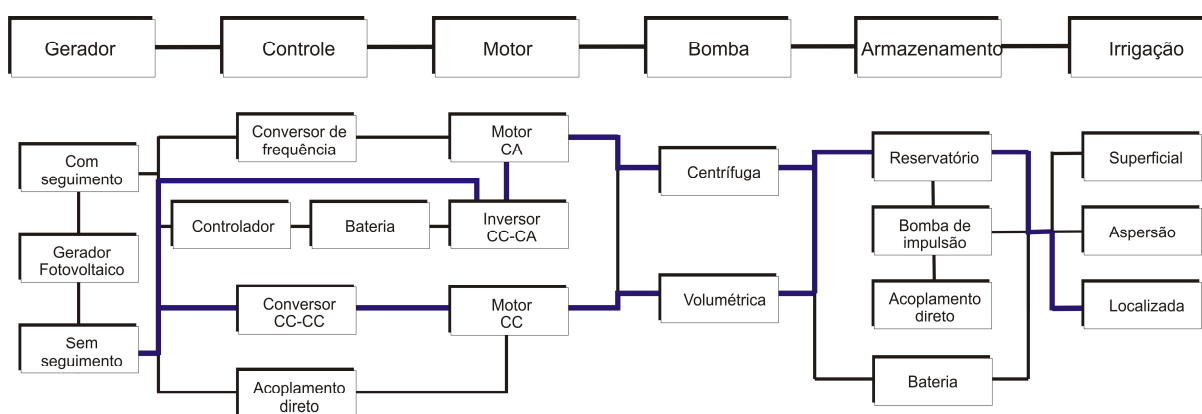 Gerador
Controle
Motor
Bomba
Armazenamento
Irrigação
Com
seguimento
Gerador
Fotovoltaico
Sem
seguimento
Conversor de
frequência
Controlador
Bateria
Conversor
CC-CC
Acoplamento
direto
Motor
CA
Inversor
CC-CA
Motor
CC
Centrífuga
Volumétrica
Reservatório
Bomba de
impulsão
Acoplamento
direto
Bateria
Superficial
Aspersão
Localizada